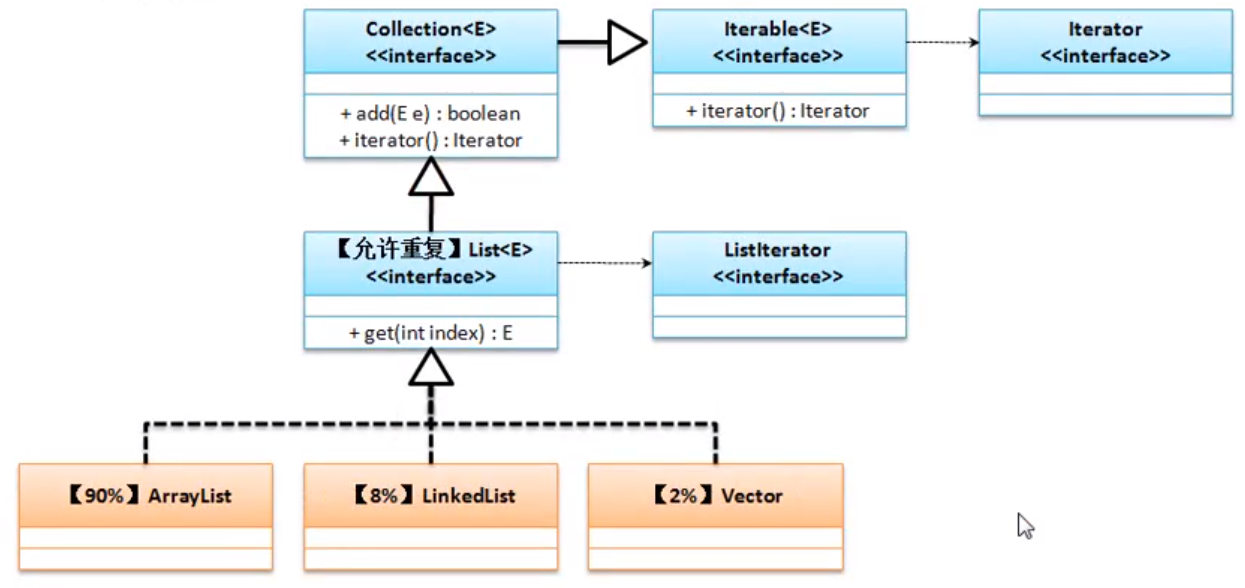 Collection<E>
<<interface>>
+ add(E e) : boolean
+ iterator() : Iterator
Iterable<E>
<<interface>>
+ iterator() : Iterator
Iterator
<<interface>>
【允许重复】List<E>
<<interface>>
+ get(int index) : E
ListIterator
<<interface>>
【90%】ArrayList
【8%】LinkedList
【2%】Vector